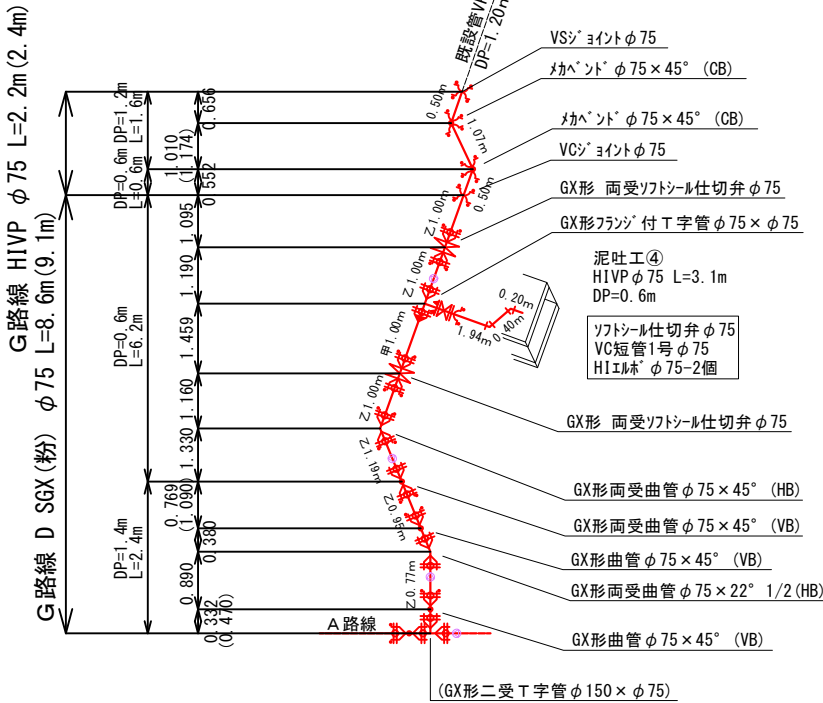 G路線 HIVP φ75 L=2.2m(2.4m)
G路線 D SGX(粉) φ75 L=8.6m(9.1m)
DP=1.2m
L=1.6m
DP=0.6m
L=0.6m
DP=0.6m
L=6.2m
DP=1.4m
L=2.4m
0.656
1.010
(1.174)
0.552
1.095
1.190
1.459
1.160
1.330
0.769
(1.090)
0.380
0.890
0.332
(0.470)
DP=1.20m
0.50m
1.07m
0.50m
乙1.00m
乙1.00m
甲1.00m
乙1.00m
乙1.19m
乙0.95m
乙0.77m
A路線
VSジョイントφ75
メカベンドφ75×45° (CB)
メカベンドφ75×45° (CB)
VCジョイントφ75
GX形 両受ソフトシール仕切弁φ75
GX形フランジ付T字管φ75×φ75
泥吐工④
HIVPφ75 L=3.1m
DP=0.6m
0.20m
0.40m
1.94m
ソフトシール仕切弁φ75
VC短管1号φ75
HIエルボφ75-2個
GX形 両受ソフトシール仕切弁φ75
GX形両受曲管φ75×45° (HB)
GX形両受曲管φ75×45° (VB)
GX形曲管φ75×45° (VB)
GX形両受曲管φ75×22° 1/2(HB)
GX形曲管φ75×45° (VB)
(GX形二受T字管φ150×φ75)